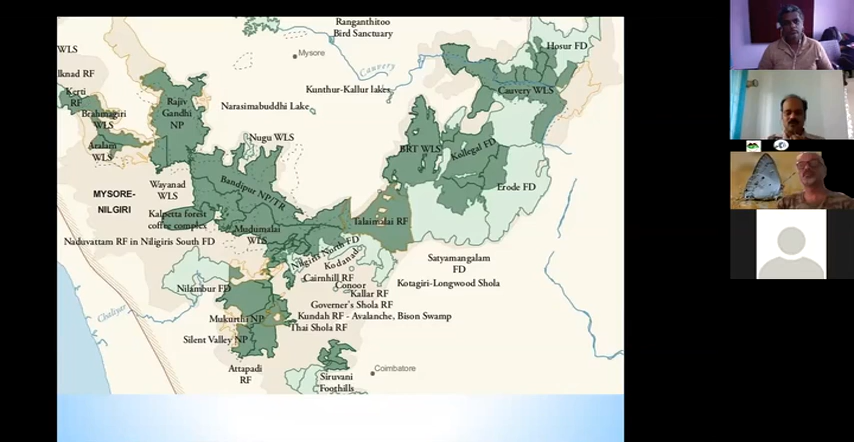 Ranganthitoo
Bird Sanctuary
WLS
Mysore
Hosur FD
lknad RF
Cauvery
Kerti
RF
Kunthur-Kallur lakes
Cauvery WLS
Rajiv
Gandhi
NP
Narasimabuddhi Lake
Brahmagiri
WLS
Nugu WLS
Aralam
WLS
BRT WLS
Kollegal FD
Wayanad
WLS
Bandipur NP/TR
Erode FD
MYSORE-
NILGIRI
Kalpetta forest
coffee complex
Talaimalai RF
Mudumalai
WLS
Naduvattam RF in Niligiris South FD
Nilgiris North FD
Kodanad
Satyamangalam
FD
Cairnhill RF
Kotagiri-Longwood Shola
Nilambur FD
Conoor
Kallar RF
Governer's Shola RF
Chaliyar
Mukurthi NP
Kundah RF - Avalanche, Bison Swamp
Thai Shola RF
Silent Valley NP
Attapadi
RF
Coimbatore
Siruvani
Foothills